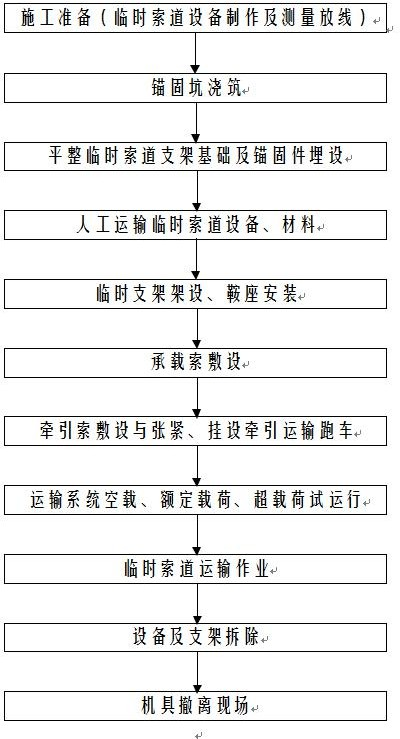 施工准备（临时索道设备制作及测量放线）
锚固坑浇筑
平整临时索道支架基础及锚固件埋设
人工运输临时索道设备、材料
临时支架架设、鞍座安装
承载索敷设
牵引索敷设与张紧、挂设牵引运输跑车
运输系统空载、额定载荷、超载荷试运行
临时索道运输作业
设备及支架拆除
机具撤离现场